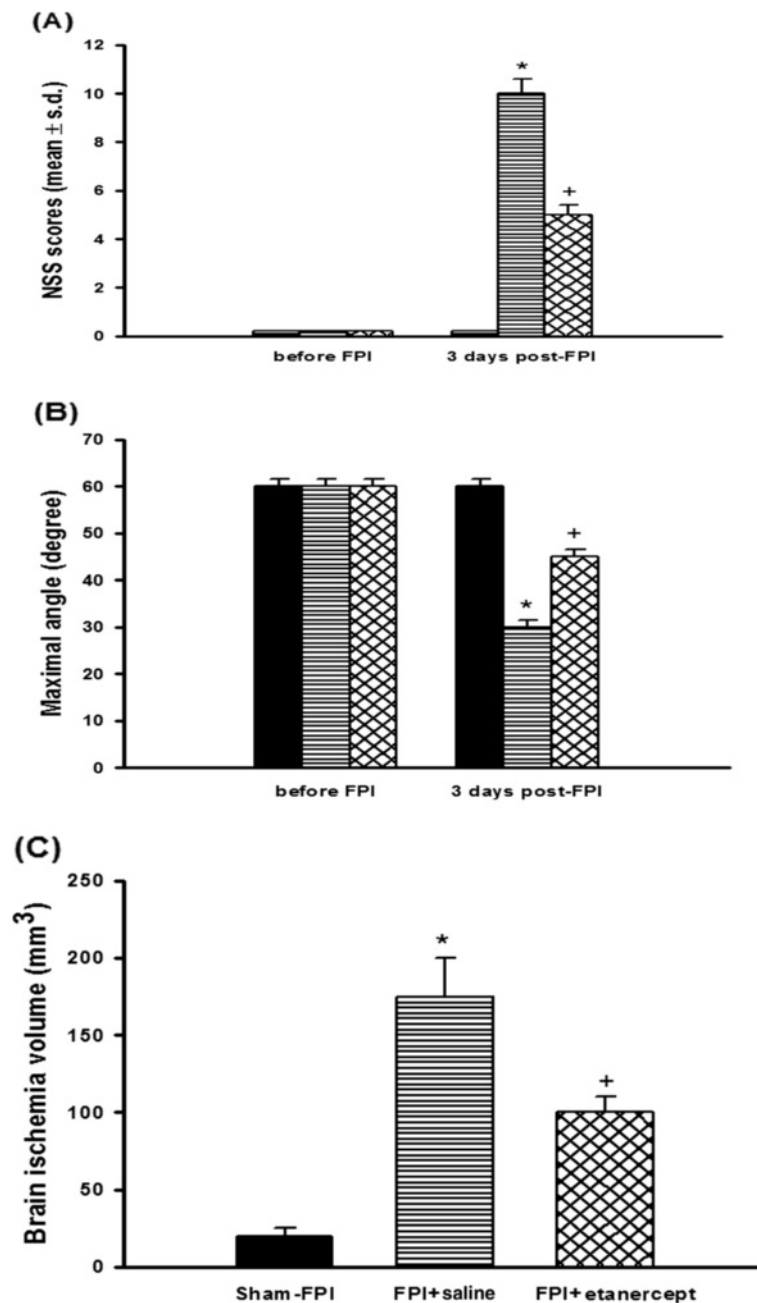 (A)
NSS scores (mean ± s.d.)
12
10
8
6
4
2
0
*
+
before FPI
3 days post-FPI
(B)
Maximal angle (degree)
70
60
50
40
30
20
10
0
*
+
before FPI
3 days post-FPI
(C)
Brain ischemia volume (mm³)
250
200
150
100
50
0
*
+
Sham-FPI
FPI+saline
FPI+etanercept